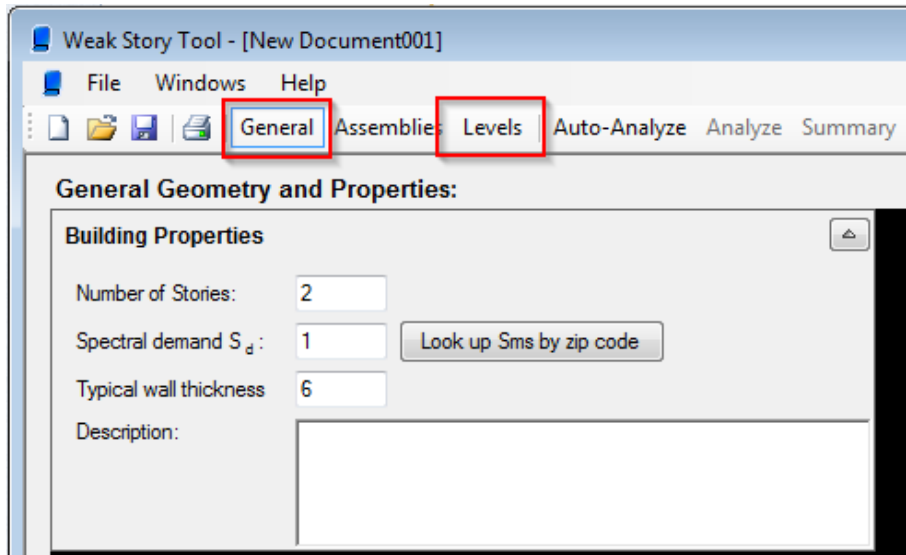 Weak Story Tool - [New Document001]
File Windows Help
General Assemblies Levels Auto-Analyze Analyze Summary
General Geometry and Properties:
Building Properties
Number of Stories: 2
Spectral demand S d : 1 Look up Sms by zip code
Typical wall thickness 6
Description: